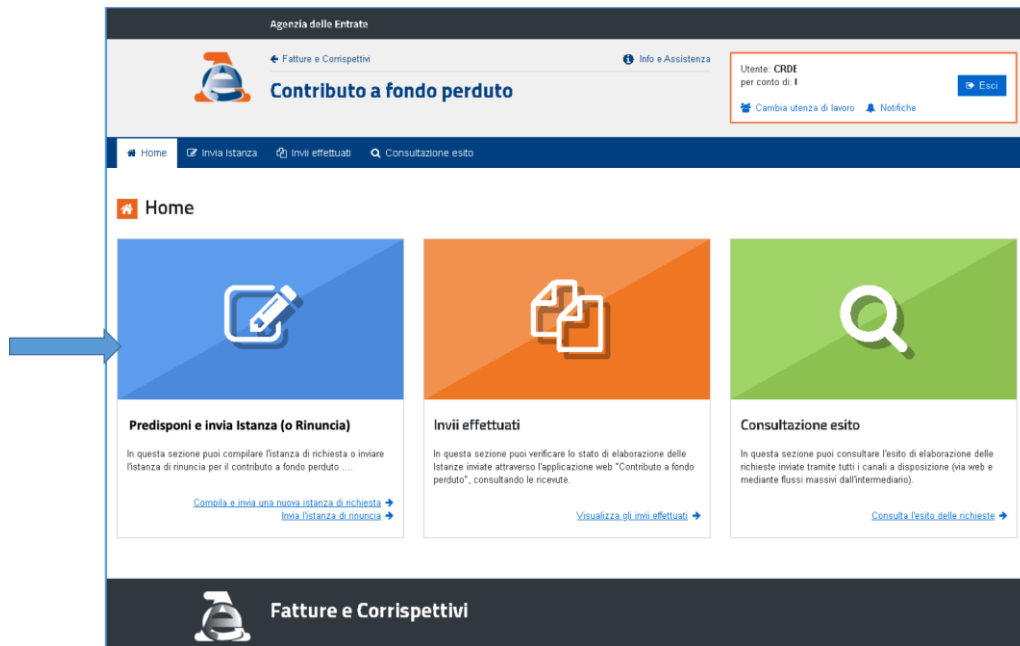 Agenzia delle Entrate
Fatture e Corrispettivi
Info e Assistenza
Contributo a fondo perduto
Utente: CRDE
per conto di: I
Esci
Cambia utenza di lavoro
Notifiche
Home
Invia Istanza
Invii effettuati
Consultazione esito
Home
Predisponi e invia Istanza (o Rinuncia)
In questa sezione puoi compilare l'istanza di richiesta o inviare
l'istanza di rinuncia per il contributo a fondo perduto ....
Compila e invia una nuova istanza di richiesta
Invia l'istanza di rinuncia
Invii effettuati
In questa sezione puoi verificare lo stato di elaborazione delle
Istanze inviate attraverso l'applicazione web "Contributo a fondo
perduto", consultando le ricevute.
Visualizza gli invii effettuati
Consultazione esito
In questa sezione puoi consultare l'esito di elaborazione delle
richieste inviate tramite tutti i canali a disposizione (via web e
mediante flussi massivi dall'intermediario).
Consulta l'esito delle richieste
Fatture e Corrispettivi